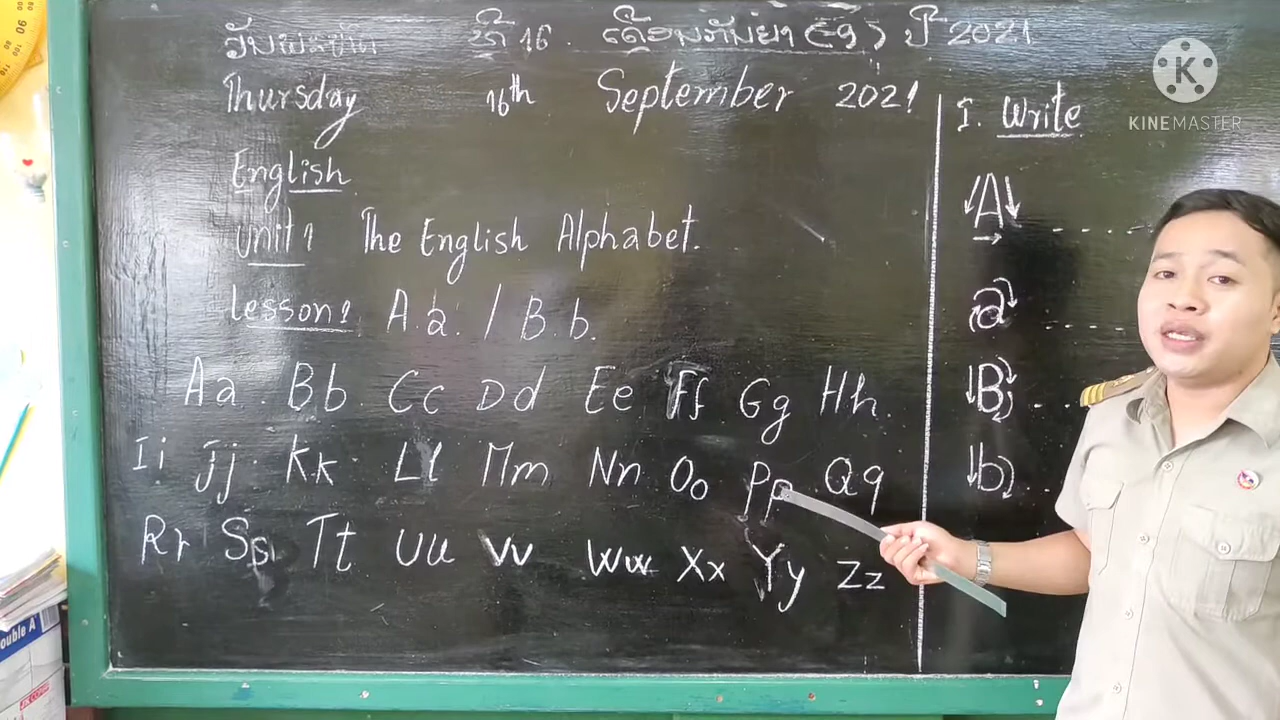 ວັນພະຫັດ ທີ 16 ເດືອນກັນຍາ (9) ປີ 2021
Thursday 16th September 2021
English
Unit 1 The English Alphabet.
lesson 1 A.a. / B.b.
Aa Bb Cc Dd Ee Ff Gg Hh.
Ii Jj Kk Ll Mm Nn Oo Pp Qq
Rr Ss Tt Uu Vv Ww Xx Yy Zz
I. Write
A
a
B
b
KINEMASTER
Double A